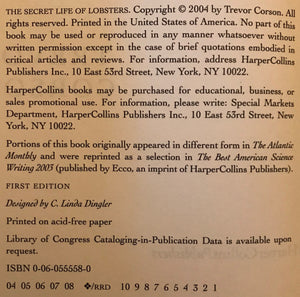 THE SECRET LIFE OF LOBSTERS. Copyright © 2004 by Trevor Corson. All
rights reserved. Printed in the United States of America. No part of this
book may be used or reproduced in any manner whatsoever without
written permission except in the case of brief quotations embodied in
critical articles and reviews. For information, address HarperCollins
Publishers Inc., 10 East 53rd Street, New York, NY 10022.
HarperCollins books may be purchased for educational, business, or
sales promotional use. For information, please write: Special Markets
Department, HarperCollins Publishers Inc., 10 East 53rd Street, New
York, NY 10022.
Portions of this book originally appeared in different form in The Atlantic
Monthly and were reprinted as a selection in The Best American Science
Writing 2003 (published by Ecco, an imprint of HarperCollins Publishers).
FIRST EDITION
Designed by C. Linda Dingler
Printed on acid-free paper
Library of Congress Cataloging-in-Publication Data is available upon
request.
ISBN 0-06-055558-0
04 05 06 07 08 ❖/RRD 10 9 8 7 6 5 4 3 2 1